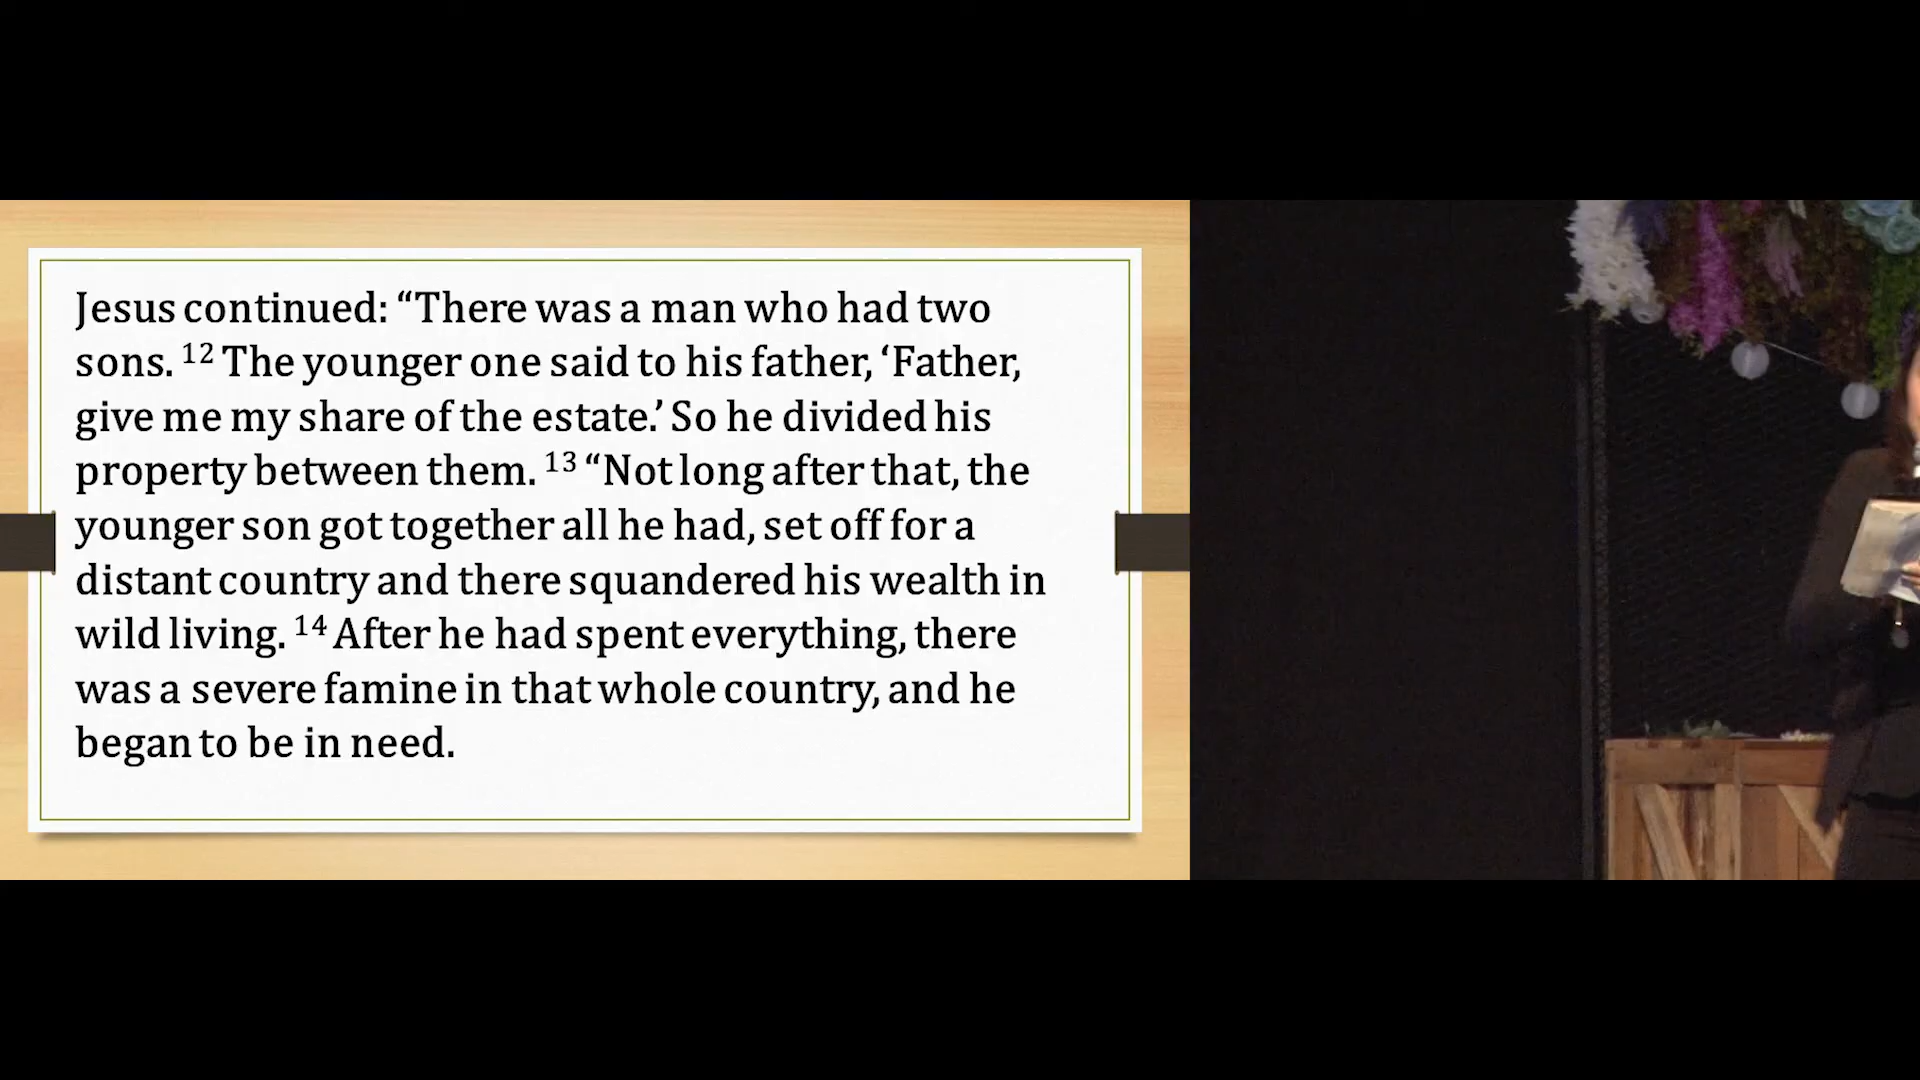 Jesus continued: “There was a man who had two
sons. 12 The younger one said to his father, ‘Father,
give me my share of the estate.’ So he divided his
property between them. 13 “Not long after that, the
younger son got together all he had, set off for a
distant country and there squandered his wealth in
wild living. 14 After he had spent everything, there
was a severe famine in that whole country, and he
began to be in need.